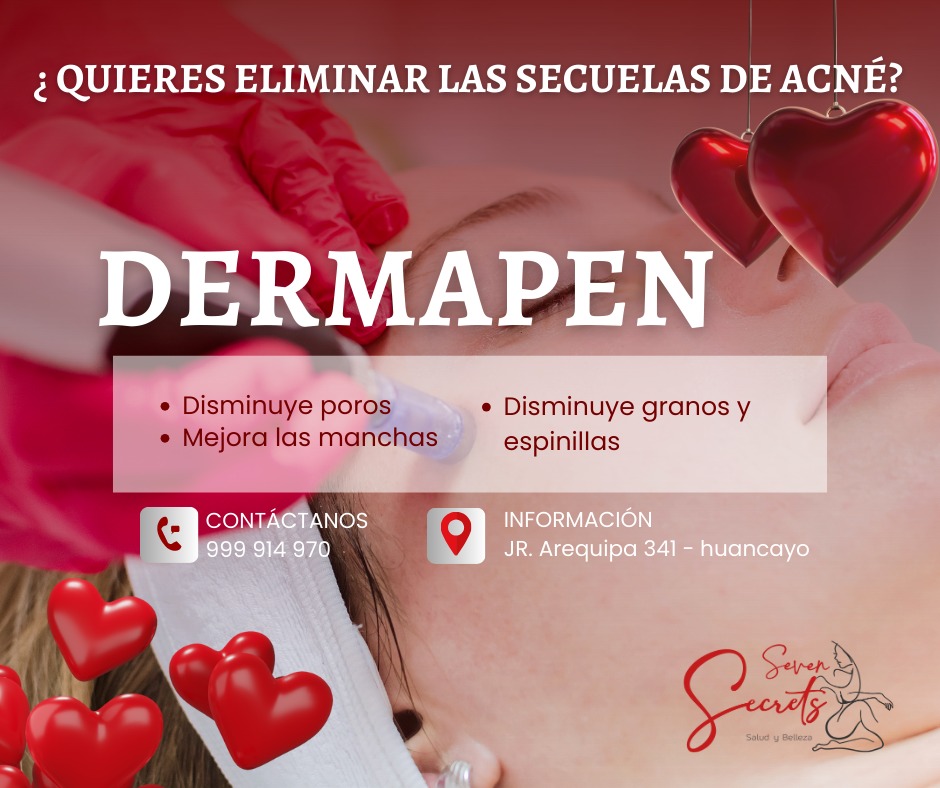 ¿ QUIERES ELIMINAR LAS SECUELAS DE ACNÉ?
DERMAPEN
• Disminuye poros
• Mejora las manchas
• Disminuye granos y
espinillas
CONTÁCTANOS
999 914 970
INFORMACIÓN
JR. Arequipa 341 - huancayo
Seven
Secrets
Salud y Belleza